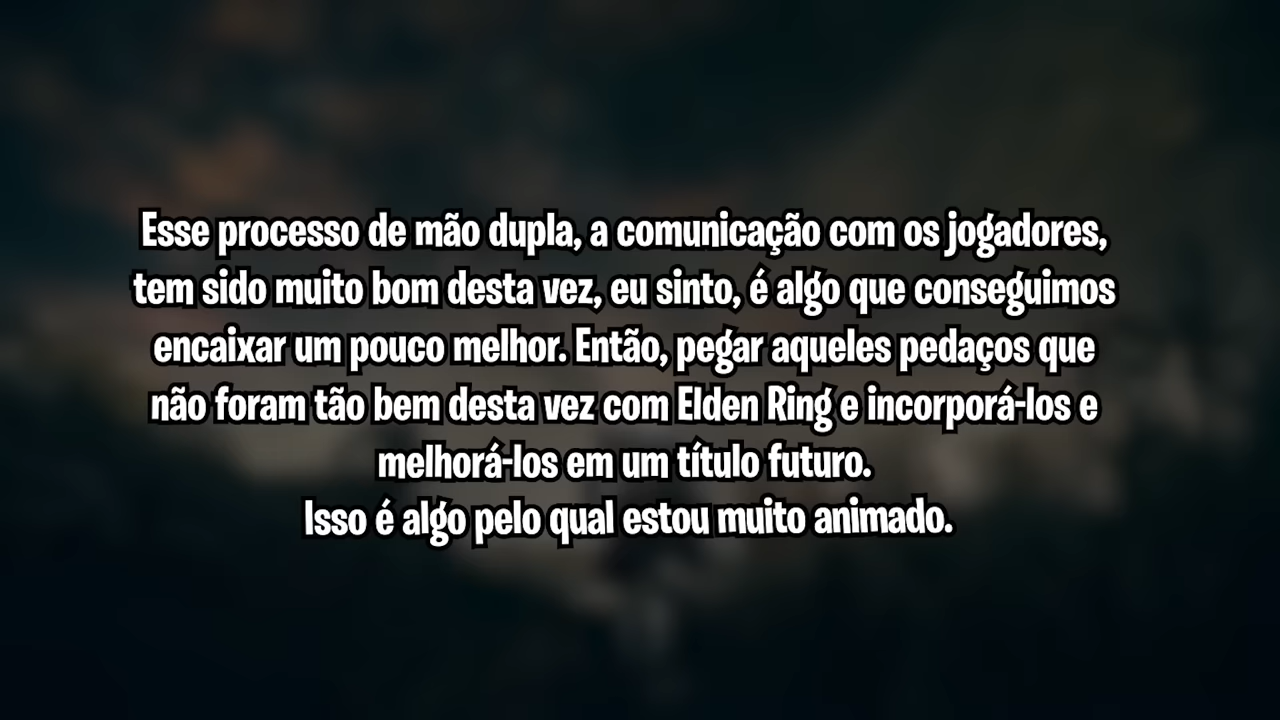 Esse processo de mão dupla, a comunicação com os jogadores,
tem sido muito bom desta vez, eu sinto, é algo que conseguimos
encaixar um pouco melhor. Então, pegar aqueles pedaços que
não foram tão bem desta vez com Elden Ring e incorporá-los e
melhorá-los em um título futuro.
Isso é algo pelo qual estou muito animado.